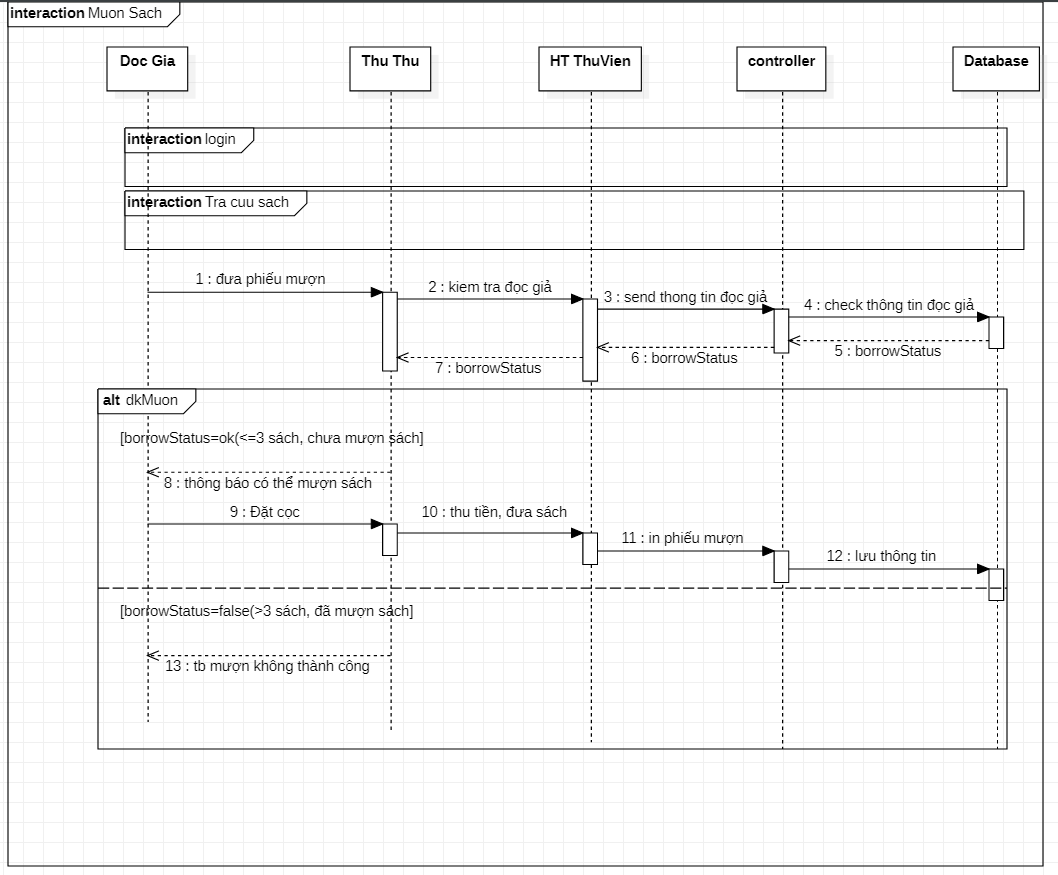 interaction Muon Sach
Doc Gia
Thu Thu
HT ThuVien
controller
Database
interaction login
interaction Tra cuu sach
1 : đưa phiếu mượn
2 : kiem tra đọc giả
3 : send thong tin đọc giả
4 : check thông tin đọc giả
5 : borrowStatus
6 : borrowStatus
7 : borrowStatus
alt dkMuon
[borrowStatus=ok(<=3 sách, chưa mượn sách]
8 : thông báo có thể mượn sách
9 : Đặt cọc
10 : thu tiền, đưa sách
11 : in phiếu mượn
12 : lưu thông tin
[borrowStatus=false(>3 sách, đã mượn sách]
13 : tb mượn không thành công